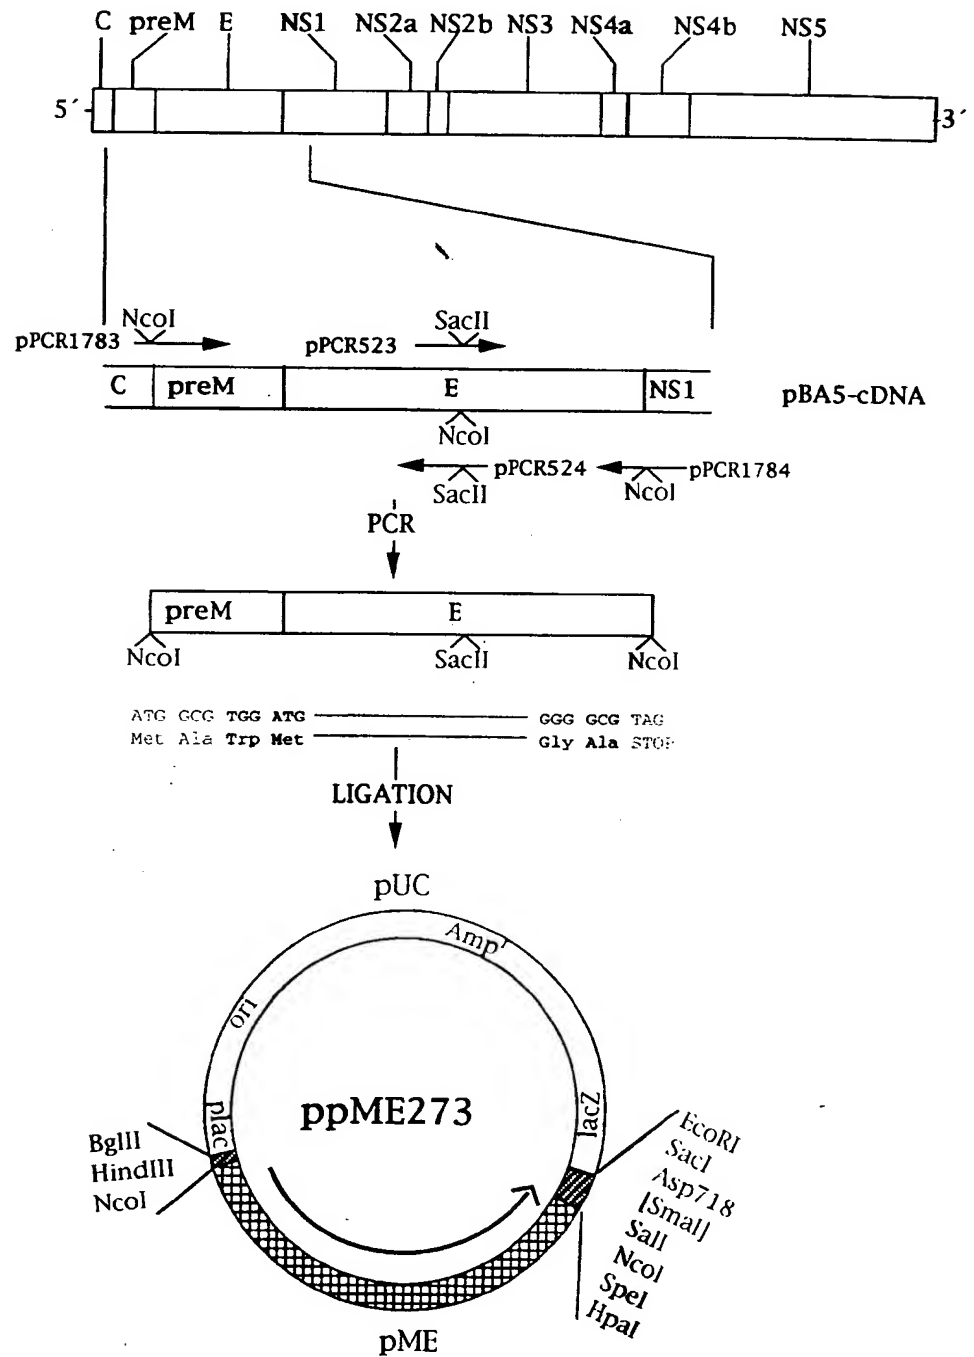 C preM E NS1 NS2a NS2b NS3 NS4a NS4b NS5
5´ 3´
NcoI SacII
pPCR1783 pPCR523
C preM E NS1 pBA5-cDNA
NcoI
pPCR524 pPCR1784
SacII NcoI
PCR
preM E
NcoI SacII NcoI
ATG GCG TGG ATG GGG GCG TAG
Met Ala Trp Met Gly Ala STOP
LIGATION
pUC
Amp r
ori
plac
lacZ
ppME273
BglII
HindIII
NcoI
EcoRI
SacI
Asp718
[SmaI]
SalI
NcoI
SpeI
HpaI
pME